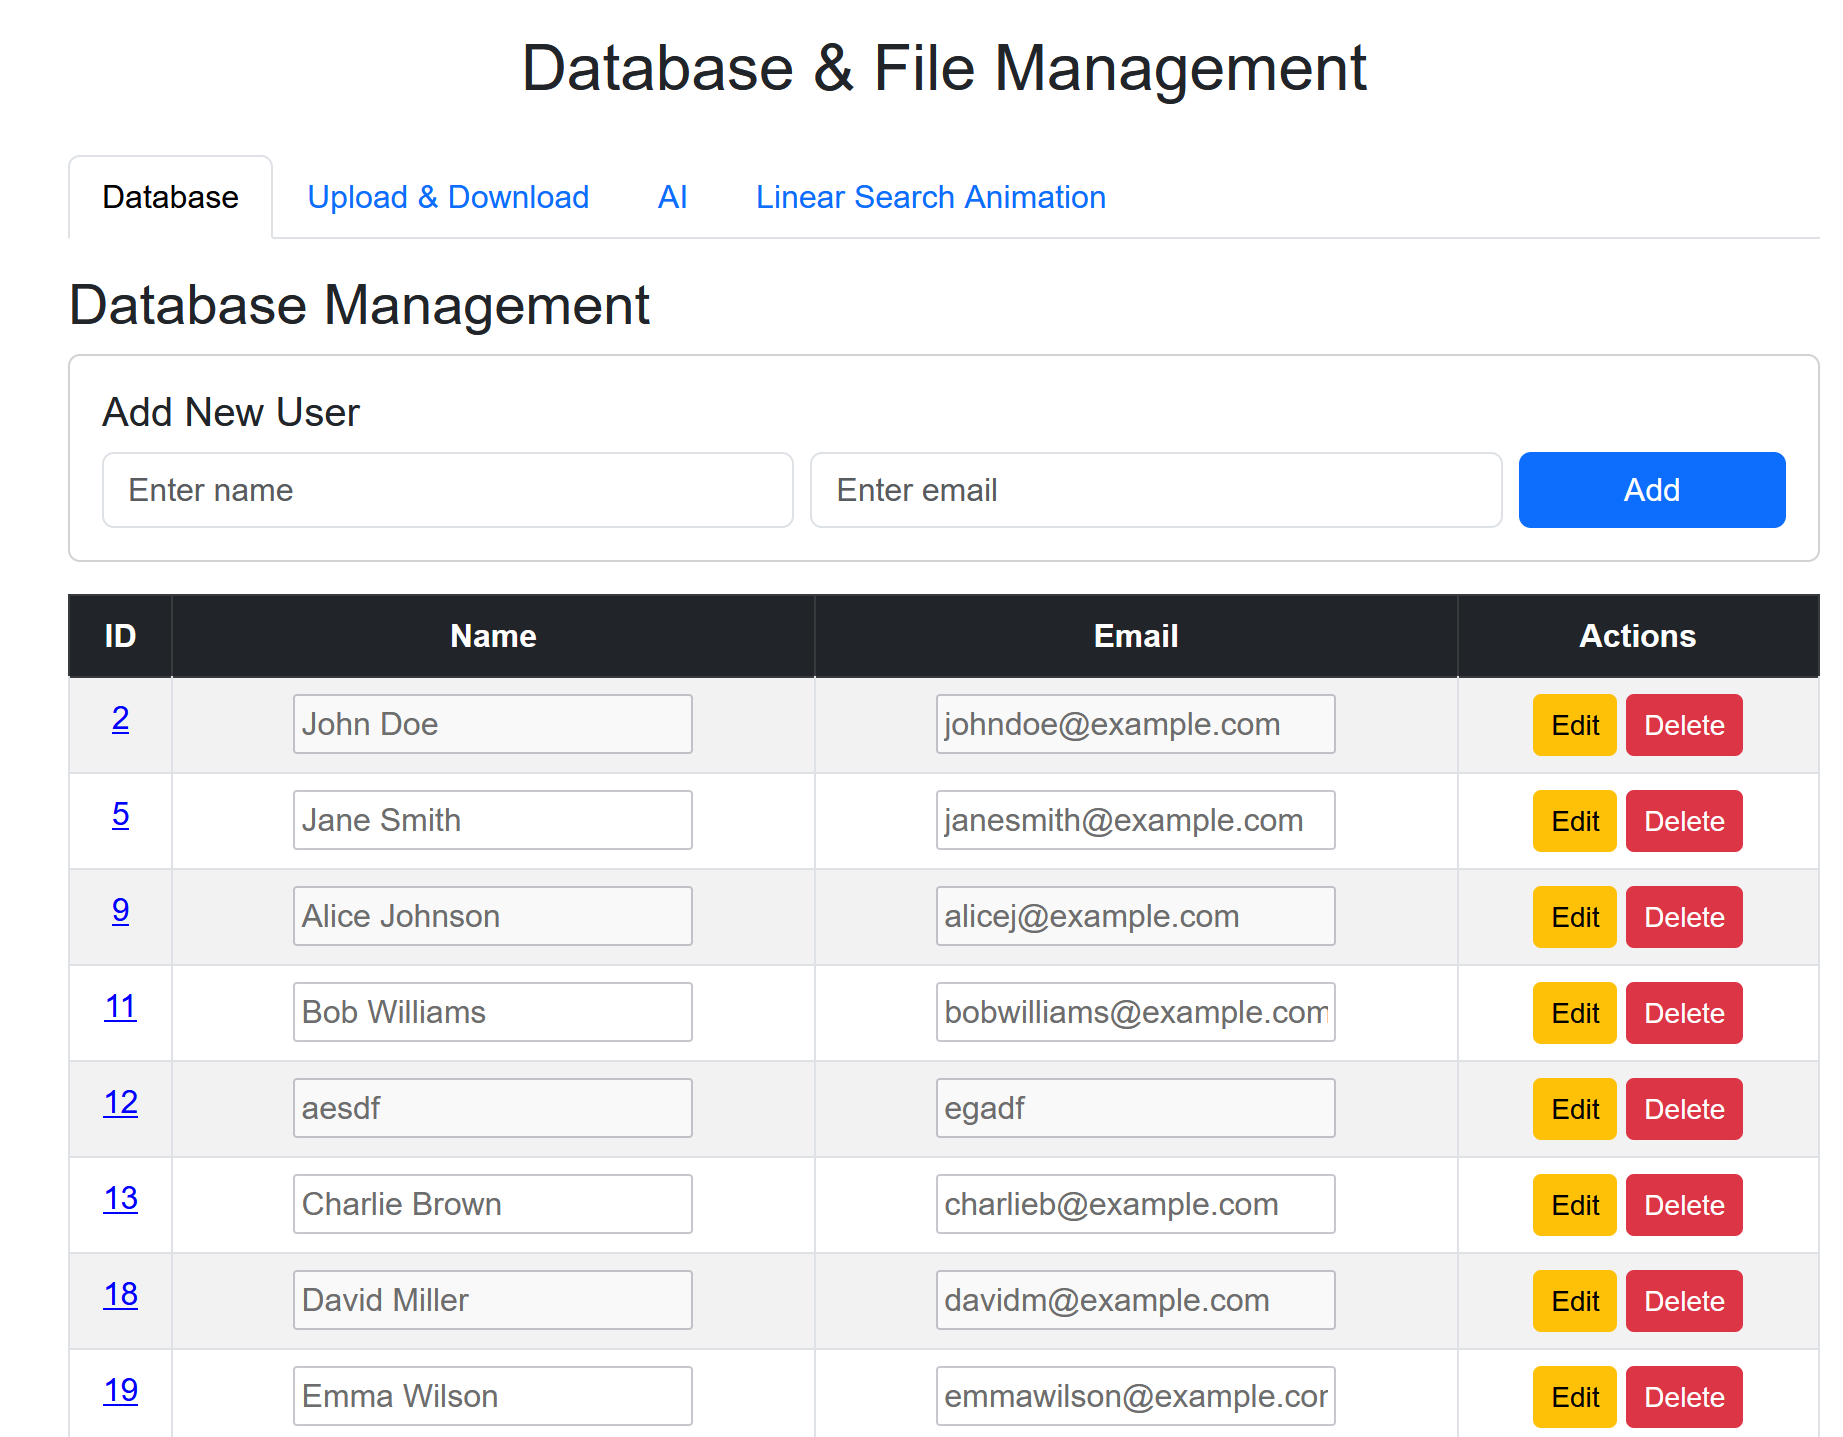 Database & File Management
Database Upload & Download AI Linear Search Animation
Database Management
Add New User
Enter name Enter email Add
ID Name Email Actions
2 John Doe johndoe@example.com Edit Delete
5 Jane Smith janesmith@example.com Edit Delete
9 Alice Johnson alicej@example.com Edit Delete
11 Bob Williams bobwilliams@example.com Edit Delete
12 aesdf egadf Edit Delete
13 Charlie Brown charlieb@example.com Edit Delete
18 David Miller davidm@example.com Edit Delete
19 Emma Wilson emmawilson@example.cor Edit Delete